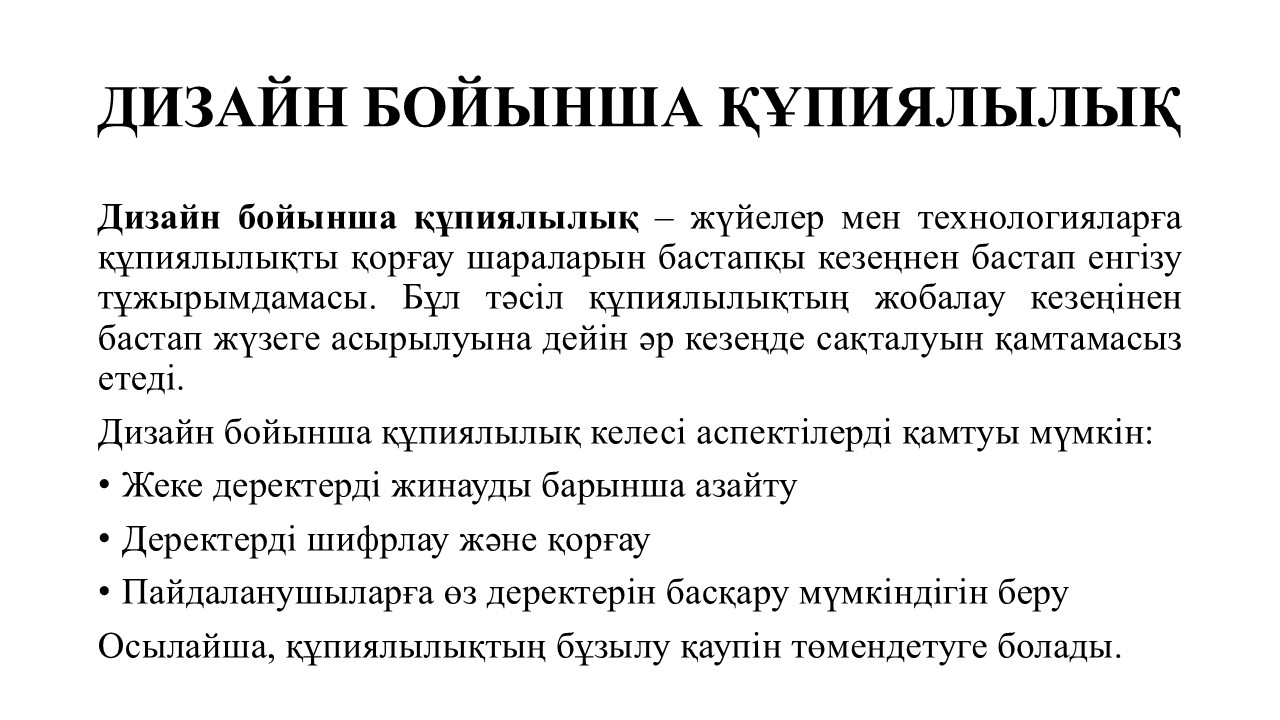 ДИЗАЙН БОЙЫНША ҚҰПИЯЛЫЛЫҚ
Дизайн бойынша құпиялылық – жүйелер мен технологияларға
құпиялылықты қорғау шараларын бастапқы кезеңнен бастап енгізу
тұжырымдамасы. Бұл тәсіл құпиялылықтың жобалау кезеңінен
бастап жүзеге асырылуына дейін әр кезеңде сақталуын қамтамасыз
етеді.
Дизайн бойынша құпиялылық келесі аспектілерді қамтуы мүмкін:
• Жеке деректерді жинауды барынша азайту
• Деректерді шифрлау және қорғау
• Пайдаланушыларға өз деректерін басқару мүмкіндігін беру
Осылайша, құпиялылықтың бұзылу қаупін төмендетуге болады.